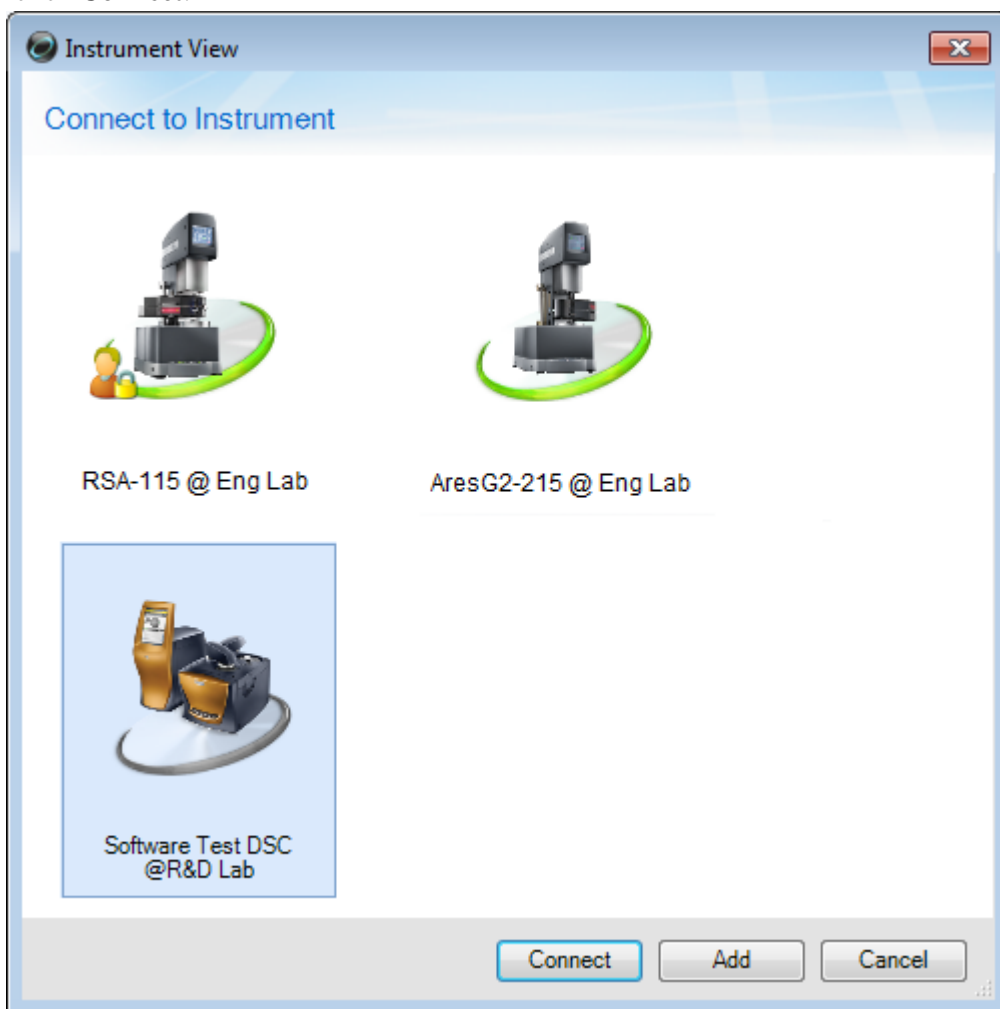 Instrument View
Connect to Instrument
RSA-115 @ Eng Lab
AresG2-215 @ Eng Lab
Software Test DSC
@R&D Lab
Connect
Add
Cancel